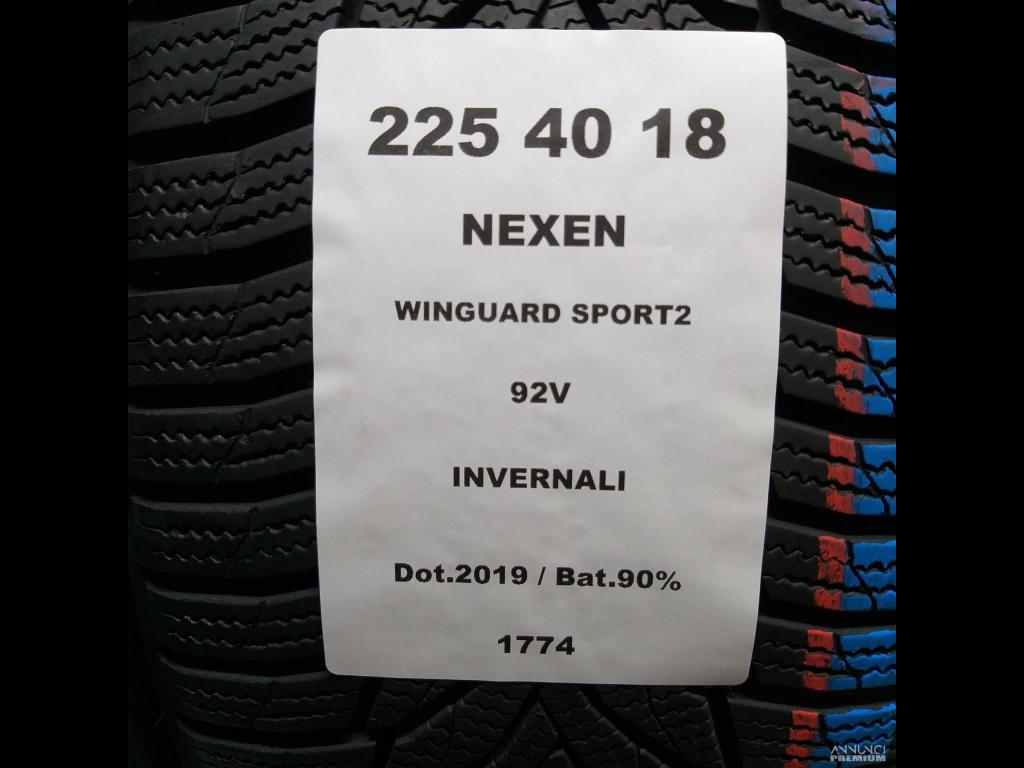 225 40 18
NEXEN
WINGUARD SPORT2
92V
INVERNALI
Dot.2019 / Bat.90%
1774
ANNUNCI
PREMIUM